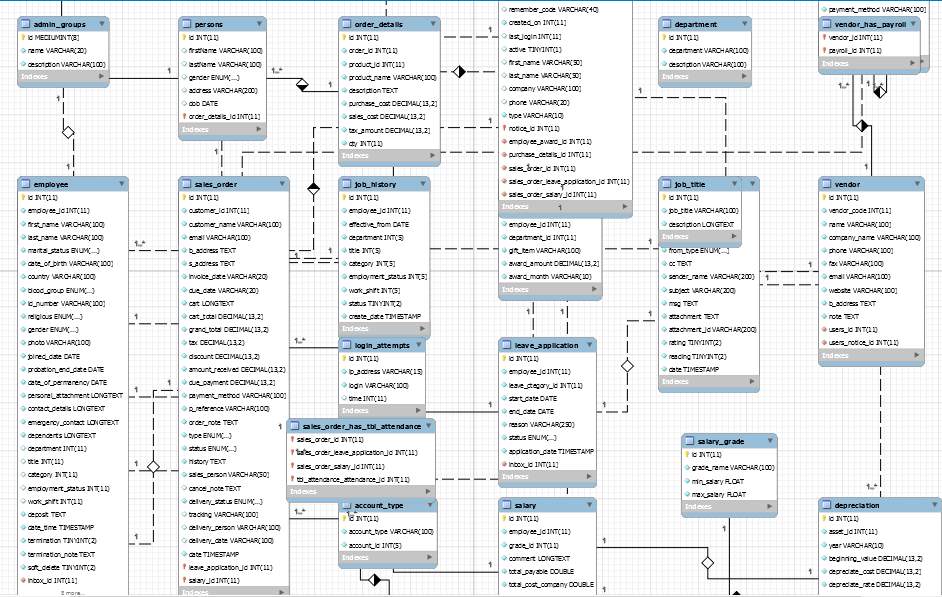 admin_groups
id MEDIUMINT(8)
name VARCHAR(20)
description VARCHAR(100)
Indexes
persons
id INT(11)
firstName VARCHAR(100)
lastName VARCHAR(100)
gender ENUM(...)
address VARCHAR(200)
dob DATE
order_details_id INT(11)
Indexes
order_details
id INT(11)
order_id INT(11)
product_id INT(11)
product_name VARCHAR(100)
description TEXT
purchase_cost DECIMAL(13,2)
sales_cost DECIMAL(13,2)
tax_amount DECIMAL(13,2)
qty INT(11)
Indexes
remember_code VARCHAR(40)
created_on INT(11)
last_login INT(11)
active TINYINT(1)
first_name VARCHAR(50)
last_name VARCHAR(50)
company VARCHAR(100)
phone VARCHAR(20)
type VARCHAR(10)
notice_id INT(11)
employee_award_id INT(11)
purchase_details_id INT(11)
sales_order_id INT(11)
sales_order_leave_application_id INT(11)
sales_order_salary_id INT(11)
Indexes
department
id INT(11)
department VARCHAR(100)
description VARCHAR(100)
Indexes
payment_method VARCHAR(100)
vendor_has_payroll
vendor_id INT(11)
payroll_id INT(11)
Indexes
employee
id INT(11)
employee_id INT(11)
first_name VARCHAR(100)
last_name VARCHAR(100)
marital_status ENUM(...)
date_of_birth VARCHAR(100)
country VARCHAR(100)
blood_group ENUM(...)
id_number VARCHAR(100)
religious ENUM(...)
gender ENUM(...)
photo VARCHAR(100)
joined_date DATE
probation_end_date DATE
date_of_permanency DATE
personal_attachment LONGTEXT
contact_details LONGTEXT
emergency_contact LONGTEXT
dependents LONGTEXT
department INT(11)
title INT(11)
category INT(11)
employment_status INT(11)
work_shift INT(11)
deposit TEXT
date_time TIMESTAMP
termination TINYINT(2)
termination_note TEXT
soft_delete TINYINT(2)
inbox_id INT(11)
sales_order
id INT(11)
customer_id INT(11)
customer_name VARCHAR(100)
email VARCHAR(100)
b_address TEXT
s_address TEXT
invoice_date VARCHAR(20)
due_date VARCHAR(20)
cart LONGTEXT
cart_total DECIMAL(13,2)
grand_total DECIMAL(13,2)
tax DECIMAL(13,2)
discount DECIMAL(13,2)
amount_received DECIMAL(13,2)
due_payment DECIMAL(13,2)
payment_method VARCHAR(100)
p_reference VARCHAR(100)
order_note TEXT
type ENUM(...)
status ENUM(...)
history TEXT
sales_person VARCHAR(50)
cancel_note TEXT
delivery_status ENUM(...)
tracking VARCHAR(100)
delivery_person VARCHAR(100)
delivery_date VARCHAR(100)
date TIMESTAMP
leave_application_id INT(11)
salary_id INT(11)
Indexes
job_history
id INT(11)
employee_id INT(11)
effective_from DATE
department INT(5)
title INT(5)
category INT(5)
employment_status INT(5)
work_shift INT(5)
status TINYINT(2)
create_date TIMESTAMP
Indexes
employee_id INT(11)
department_id INT(11)
gift_item VARCHAR(100)
award_amount DECIMAL(13,2)
award_month VARCHAR(10)
Indexes
job_title
id INT(11)
job_title VARCHAR(100)
description LONGTEXT
Indexes
from_type ENUM(...)
cc TEXT
sender_name VARCHAR(200)
subject VARCHAR(200)
msg TEXT
attachment TEXT
attachment_id VARCHAR(200)
rating TINYINT(2)
reading TINYINT(2)
date TIMESTAMP
Indexes
vendor
id INT(11)
vendor_code INT(11)
name VARCHAR(100)
company_name VARCHAR(100)
phone VARCHAR(100)
fax VARCHAR(100)
email VARCHAR(100)
website VARCHAR(100)
b_address TEXT
note TEXT
users_id INT(11)
users_notice_id INT(11)
Indexes
login_attempts
id INT(11)
ip_address VARCHAR(15)
login VARCHAR(100)
time INT(11)
Indexes
leave_application
id INT(11)
employee_id INT(11)
leave_ctegory_id INT(11)
start_date DATE
end_date DATE
reason VARCHAR(250)
status ENUM(...)
application_date TIMESTAMP
inbox_id INT(11)
Indexes
sales_order_has_tbl_attendance
sales_order_id INT(11)
sales_order_leave_application_id INT(11)
sales_order_salary_id INT(11)
tbl_attendance_attendance_id INT(11)
Indexes
salary_grade
id INT(11)
grade_name VARCHAR(100)
min_salary FLOAT
max_salary FLOAT
Indexes
account_type
id INT(11)
account_type VARCHAR(100)
account_id INT(5)
Indexes
salary
id INT(11)
employee_id INT(11)
grade_id INT(11)
comment LONGTEXT
total_payable DOUBLE
total_cost_company DOUBLE
depreciation
id INT(11)
asset_id INT(11)
year VARCHAR(10)
beginning_value DECIMAL(13,2)
depreciate_cost DECIMAL(13,2)
depreciate_rate DECIMAL(13,2)